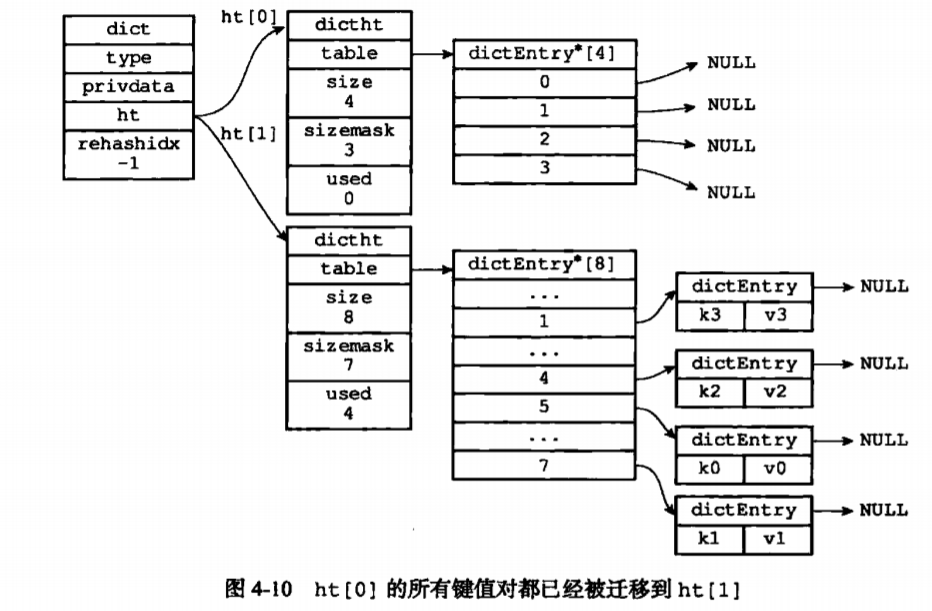 dict
type
privdata
ht
rehashidx
-1
ht[0]
ht[1]
dictht
table
size
4
sizemask
3
used
0
dictEntry*[4]
0
1
2
3
NULL
NULL
NULL
NULL
dictht
table
size
8
sizemask
7
used
4
dictEntry*[8]
...
1
...
4
5
...
7
dictEntry
k3 v3
NULL
dictEntry
k2 v2
NULL
dictEntry
k0 v0
NULL
dictEntry
k1 v1
NULL
图 4-10 ht[0] 的所有键值对都已经被迁移到 ht[1]